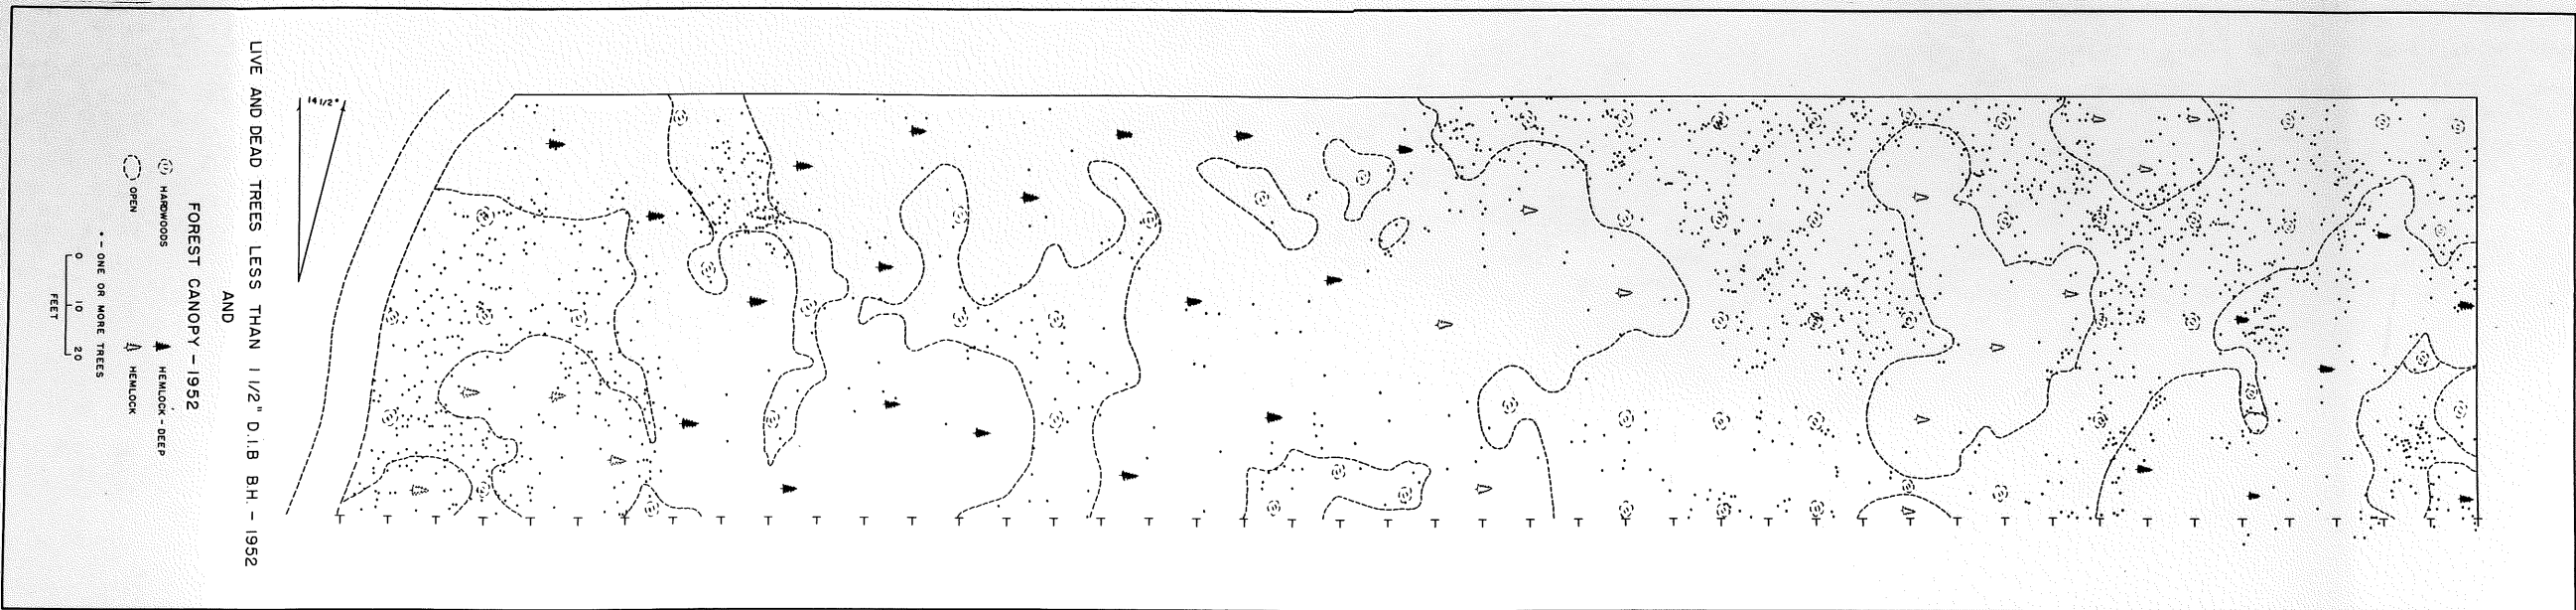 LIVE AND DEAD TREES LESS THAN 1 1/2" D.I.B B.H. – 1952
AND
FOREST CANOPY – 1952
HARDWOODS
HEMLOCK – DEEP
OPEN
HEMLOCK
• – ONE OR MORE TREES
0 10 20
FEET
14 1/2°